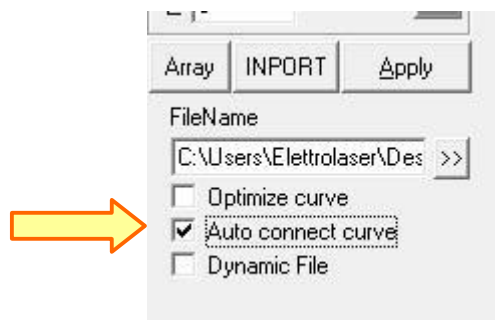 Array INPORT Apply
FileName
C:\Users\Elettrolaser\Des >>
Optimize curve
Auto connect curve
Dynamic File